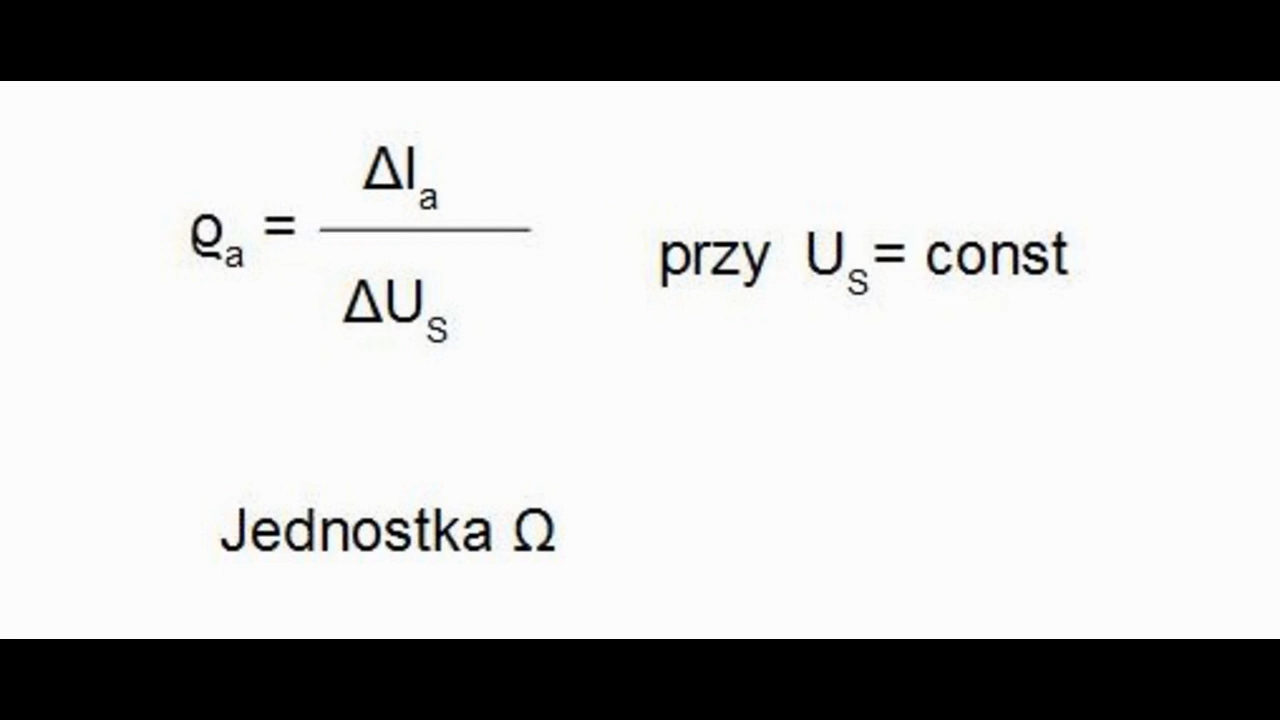 ϱa = ΔIa / ΔUs przy Us = const
Jednostka Ω